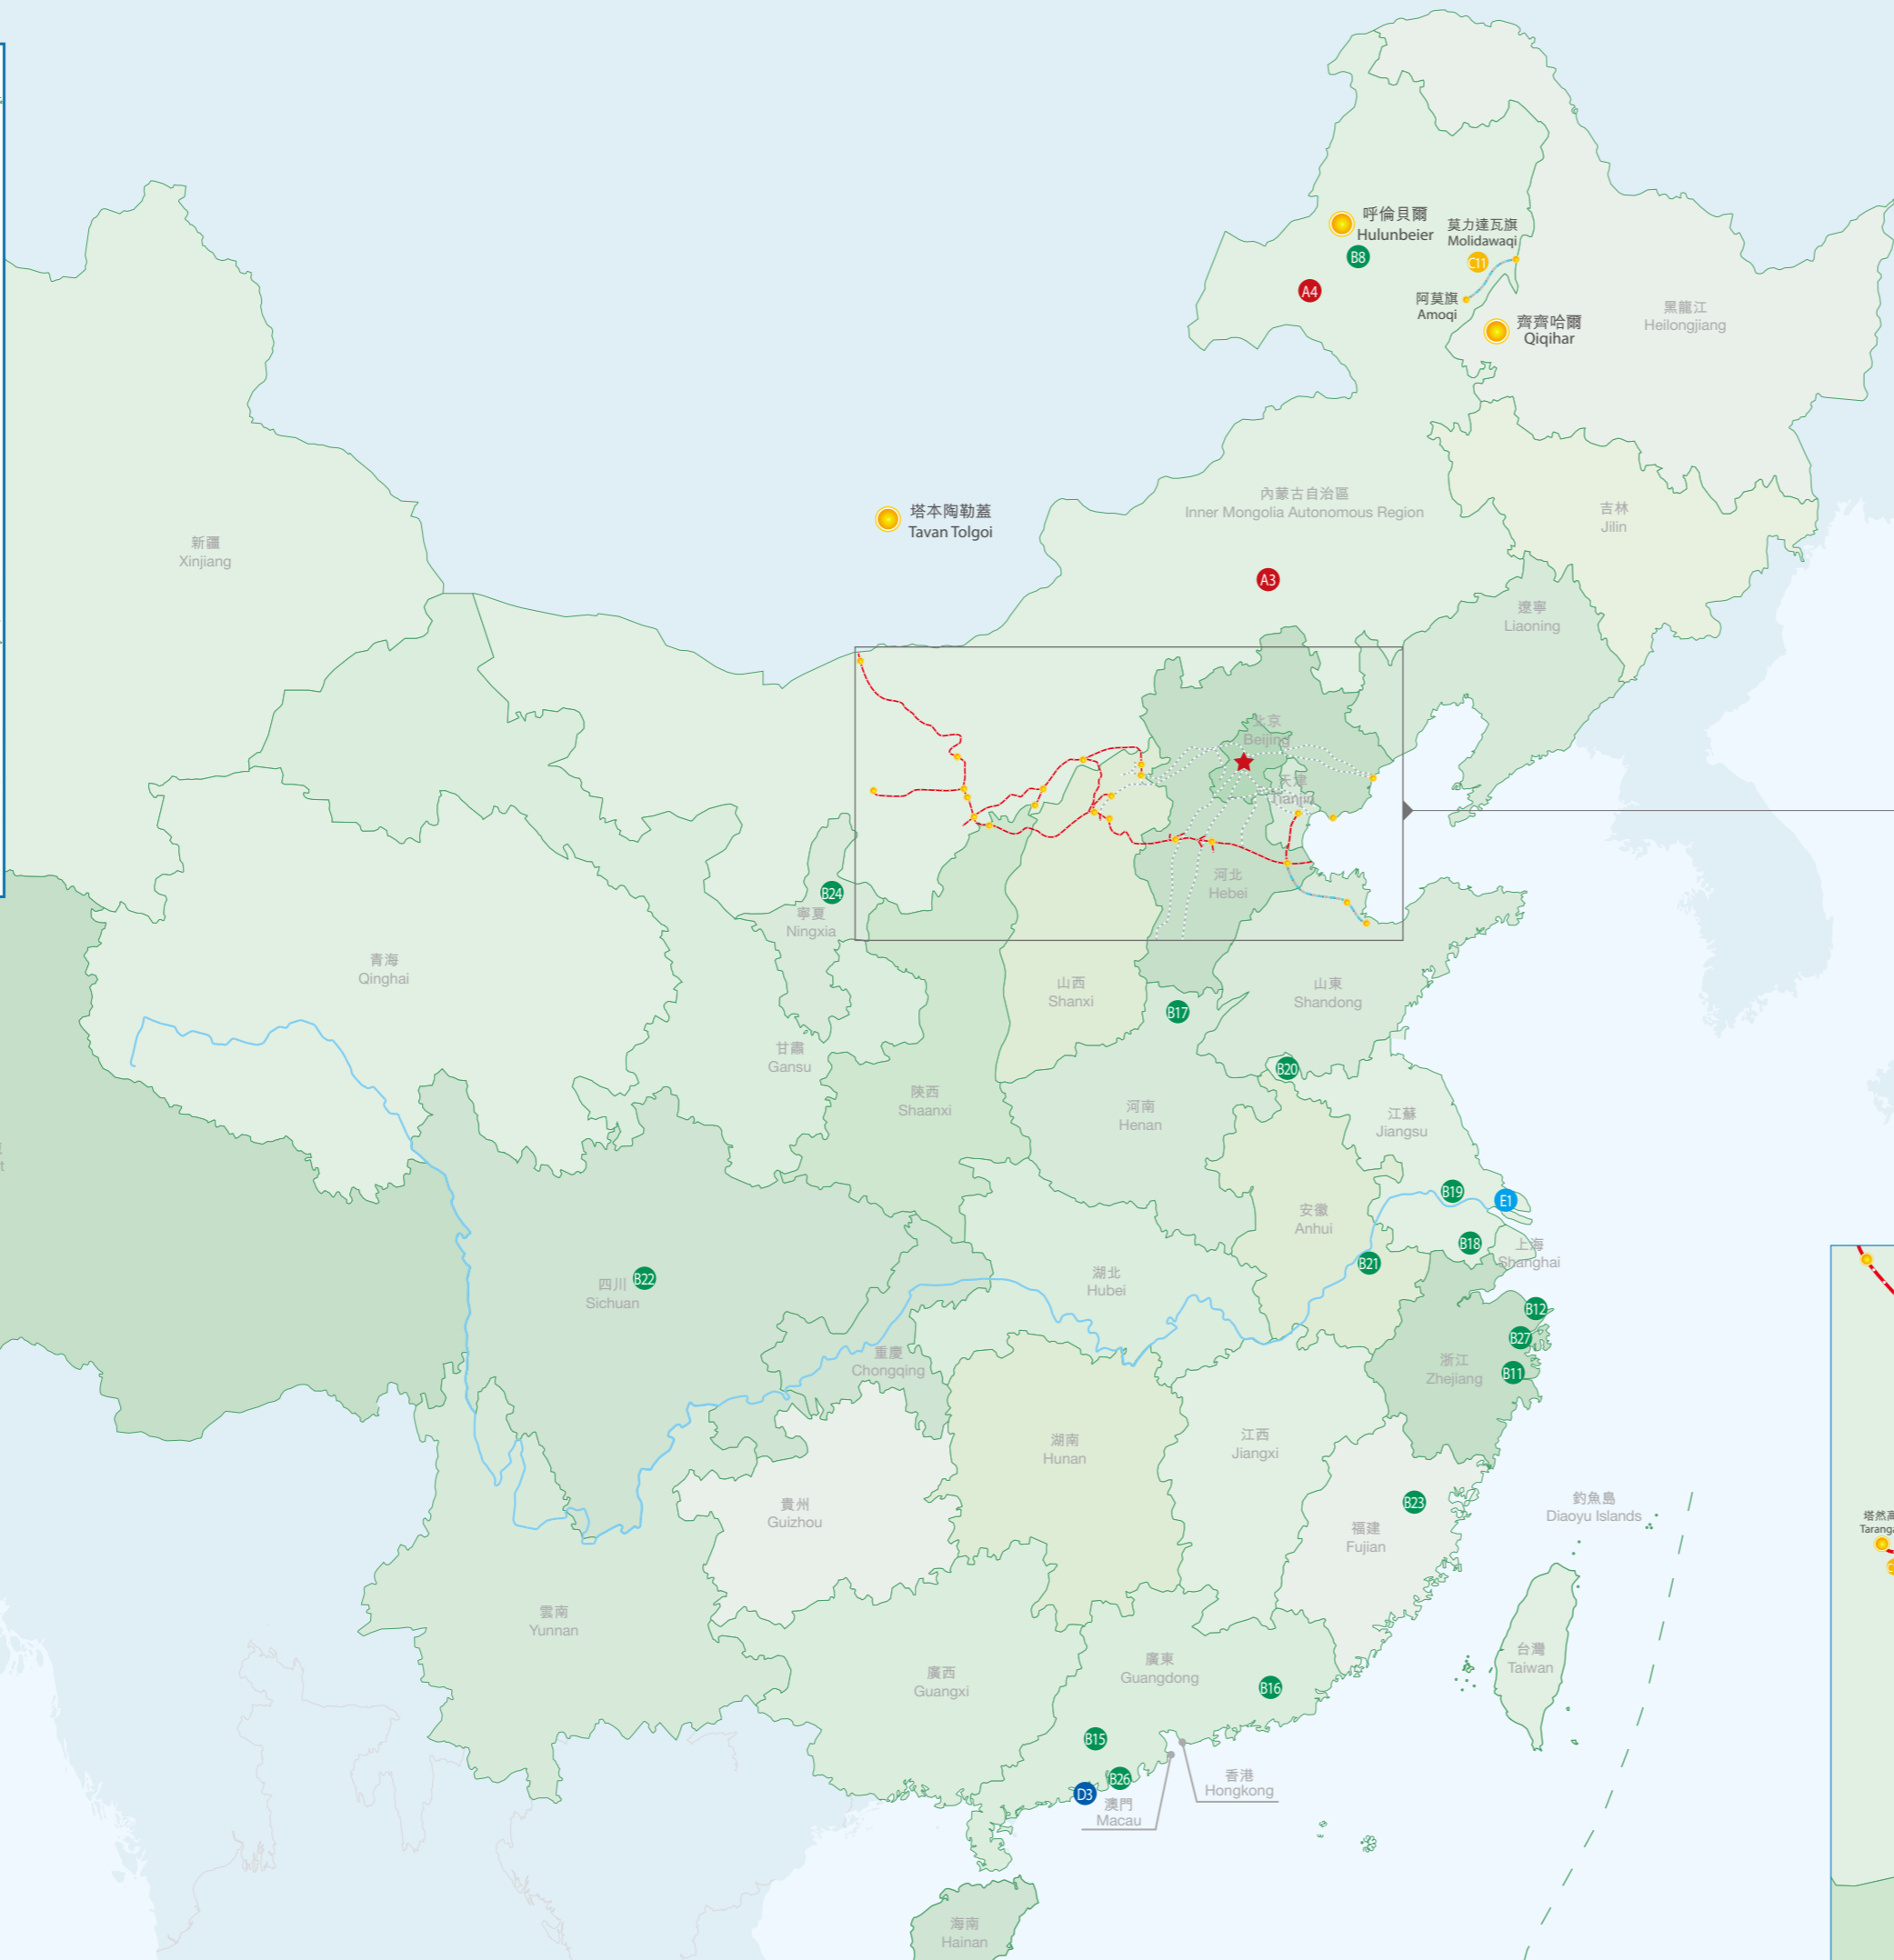 呼倫貝爾
Hulunbeier
莫力達瓦旗
Molidawaqi
B8
C11
A4
阿莫旗
Amoqi
齊齊哈爾
Qiqihar
黑龍江
Heilongjiang
內蒙古自治區
Inner Mongolia Autonomous Region
塔本陶勒蓋
Tavan Tolgoi
吉林
Jilin
新疆
Xinjiang
A3
遼寧
Liaoning
北京
Beijing
天津
Tianjin
河北
Hebei
B24
寧夏
Ningxia
青海
Qinghai
山西
Shanxi
山東
Shandong
B17
甘肅
Gansu
B20
陝西
Shaanxi
河南
Henan
江蘇
Jiangsu
B19
E1
安徽
Anhui
B18
上海
Shanghai
B21
湖北
Hubei
四川
Sichuan
B22
B12
B27
浙江
Zhejiang
B11
重慶
Chongqing
湖南
Hunan
江西
Jiangxi
貴州
Guizhou
B23
福建
Fujian
釣魚島
Diaoyu Islands
雲南
Yunnan
台灣
Taiwan
廣西
Guangxi
廣東
Guangdong
B16
B15
B26
D3
澳門
Macau
香港
Hongkong
海南
Hainan